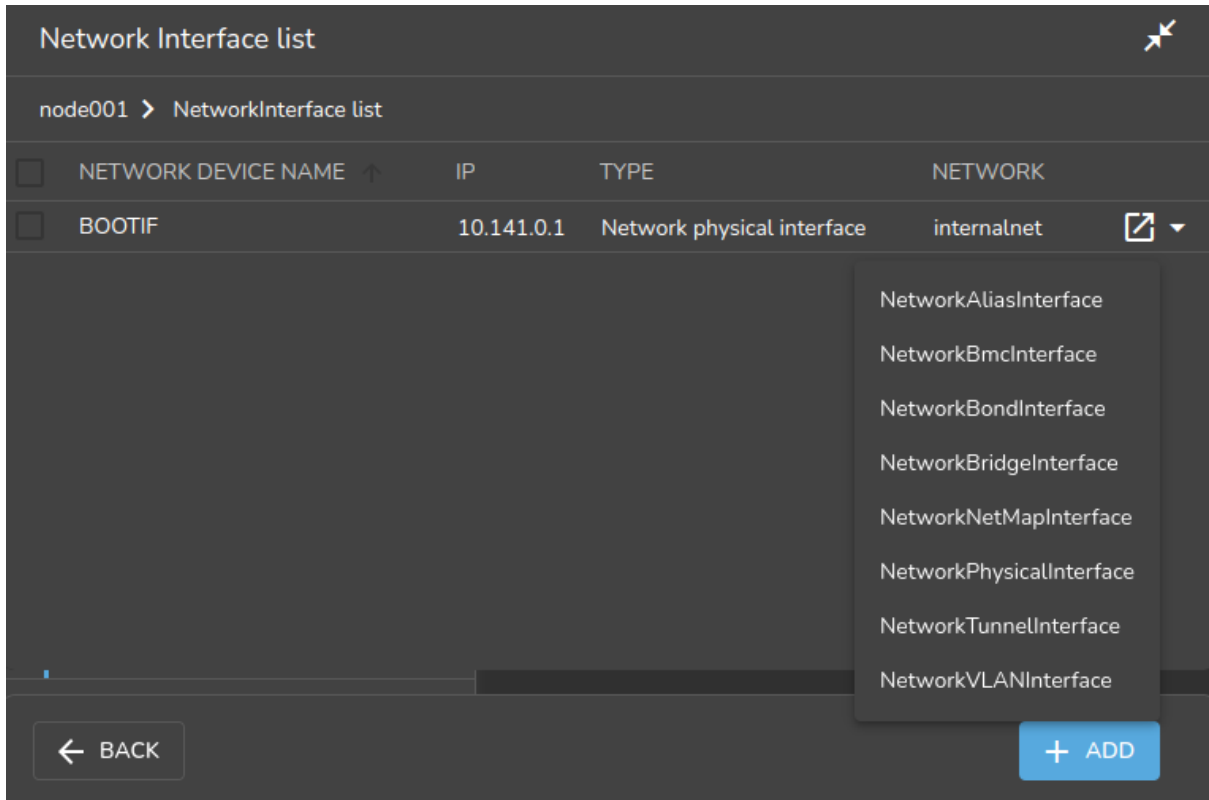 Network Interface list
node001 > NetworkInterface list
NETWORK DEVICE NAME ↑ IP TYPE NETWORK
BOOTIF 10.141.0.1 Network physical interface internalnet
NetworkAliasInterface
NetworkBmcInterface
NetworkBondInterface
NetworkBridgeInterface
NetworkNetMapInterface
NetworkPhysicalInterface
NetworkTunnelInterface
NetworkVLANInterface
← BACK + ADD